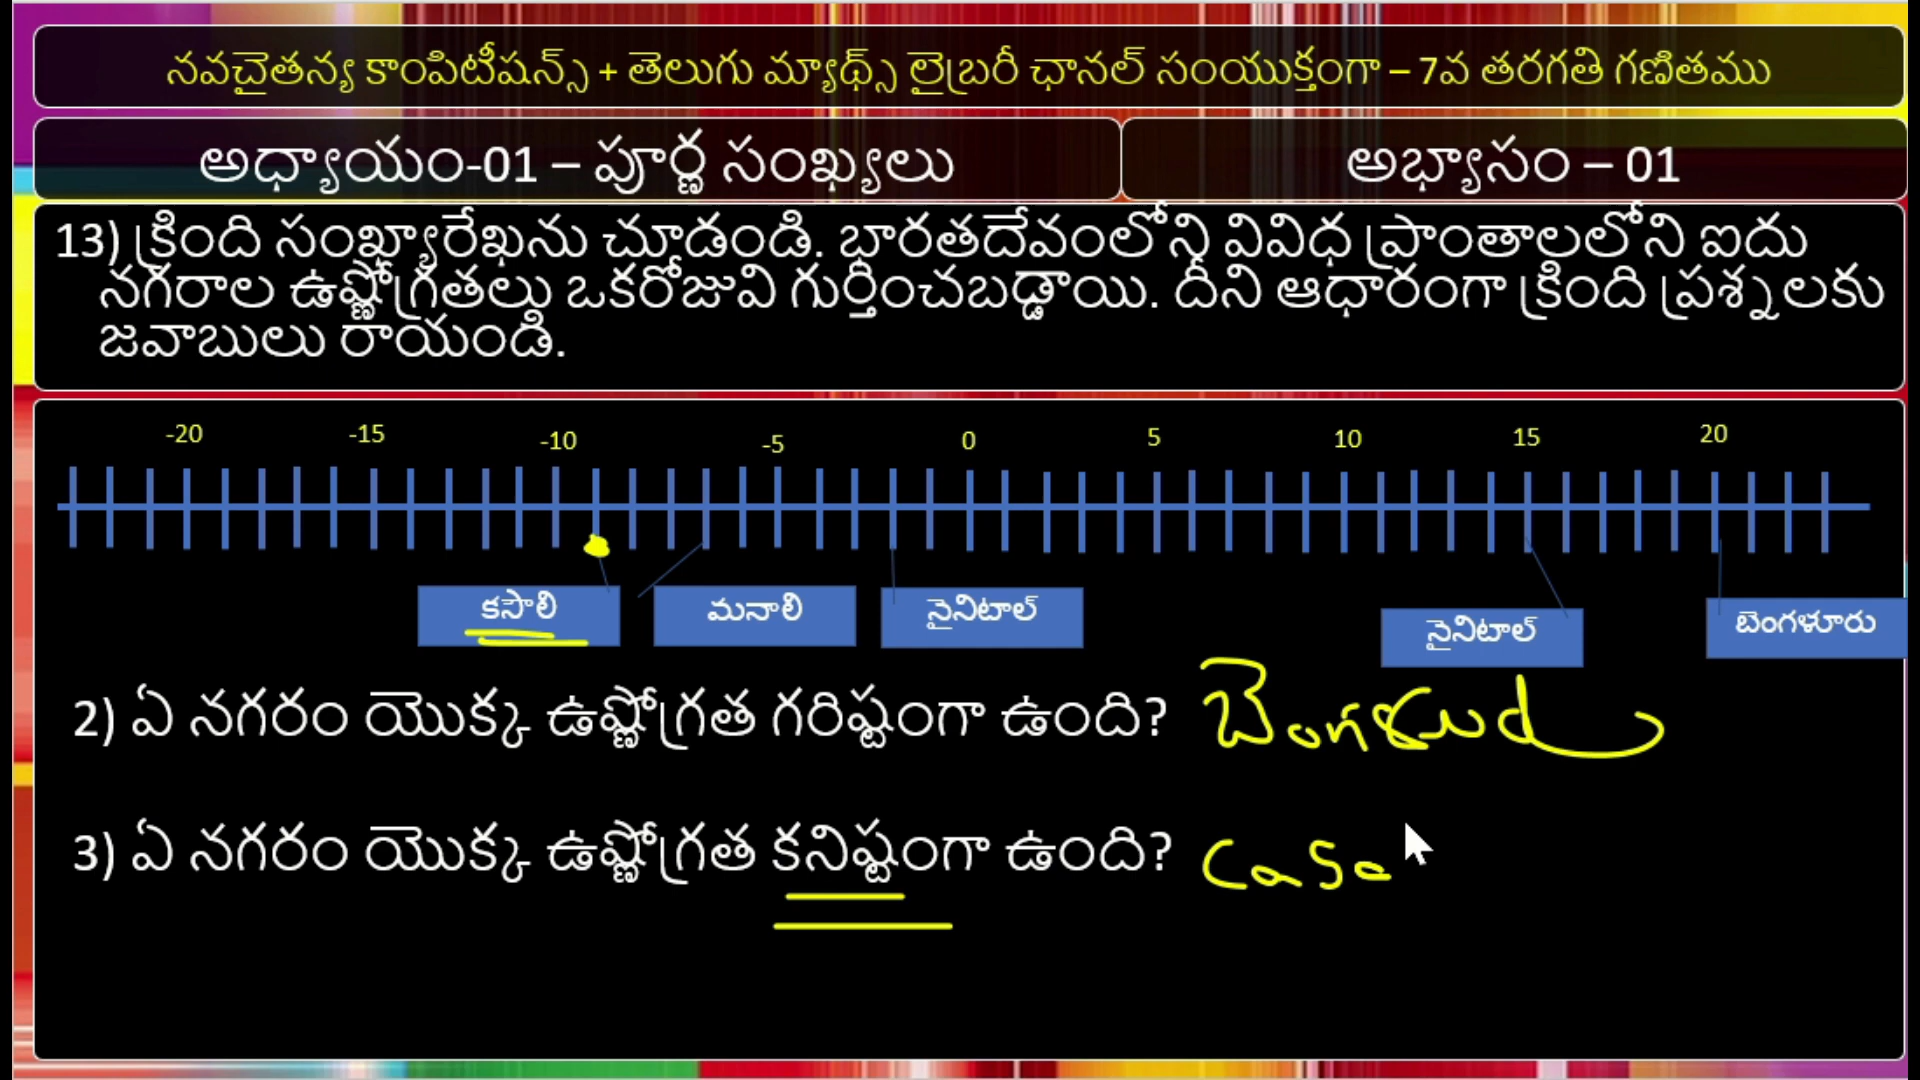 నవచైతన్య కాంపిటీషన్స్ + తెలుగు మ్యాథ్స్ లైబ్రరీ ఛానల్ సంయుక్తంగా – 7వ తరగతి గణితము
అధ్యాయం-01 – పూర్ణ సంఖ్యలు
అభ్యాసం – 01
13) క్రింది సంఖ్యారేఖను చూడండి. భారతదేవంలోని వివిధ ప్రాంతాలలోని ఐదు
నగరాల ఉష్ణోగ్రతల్లు ఒకరోజువి గుర్తించబడ్డాయి. దీని ఆధారంగా క్రింది ప్రశ్నలకు
జవాబులు రాయండి.
-20 -15 -10 -5 0 5 10 15 20
కసౌలి మనాలి నైనిటాల్ నైనిటాల్ బెంగళూరు
2) ఏ నగరం యొక్క ఉష్ణోగ్రత గరిష్టంగా ఉంది?
3) ఏ నగరం యొక్క ఉష్ణోగ్రత కనిష్టంగా ఉంది? Caso